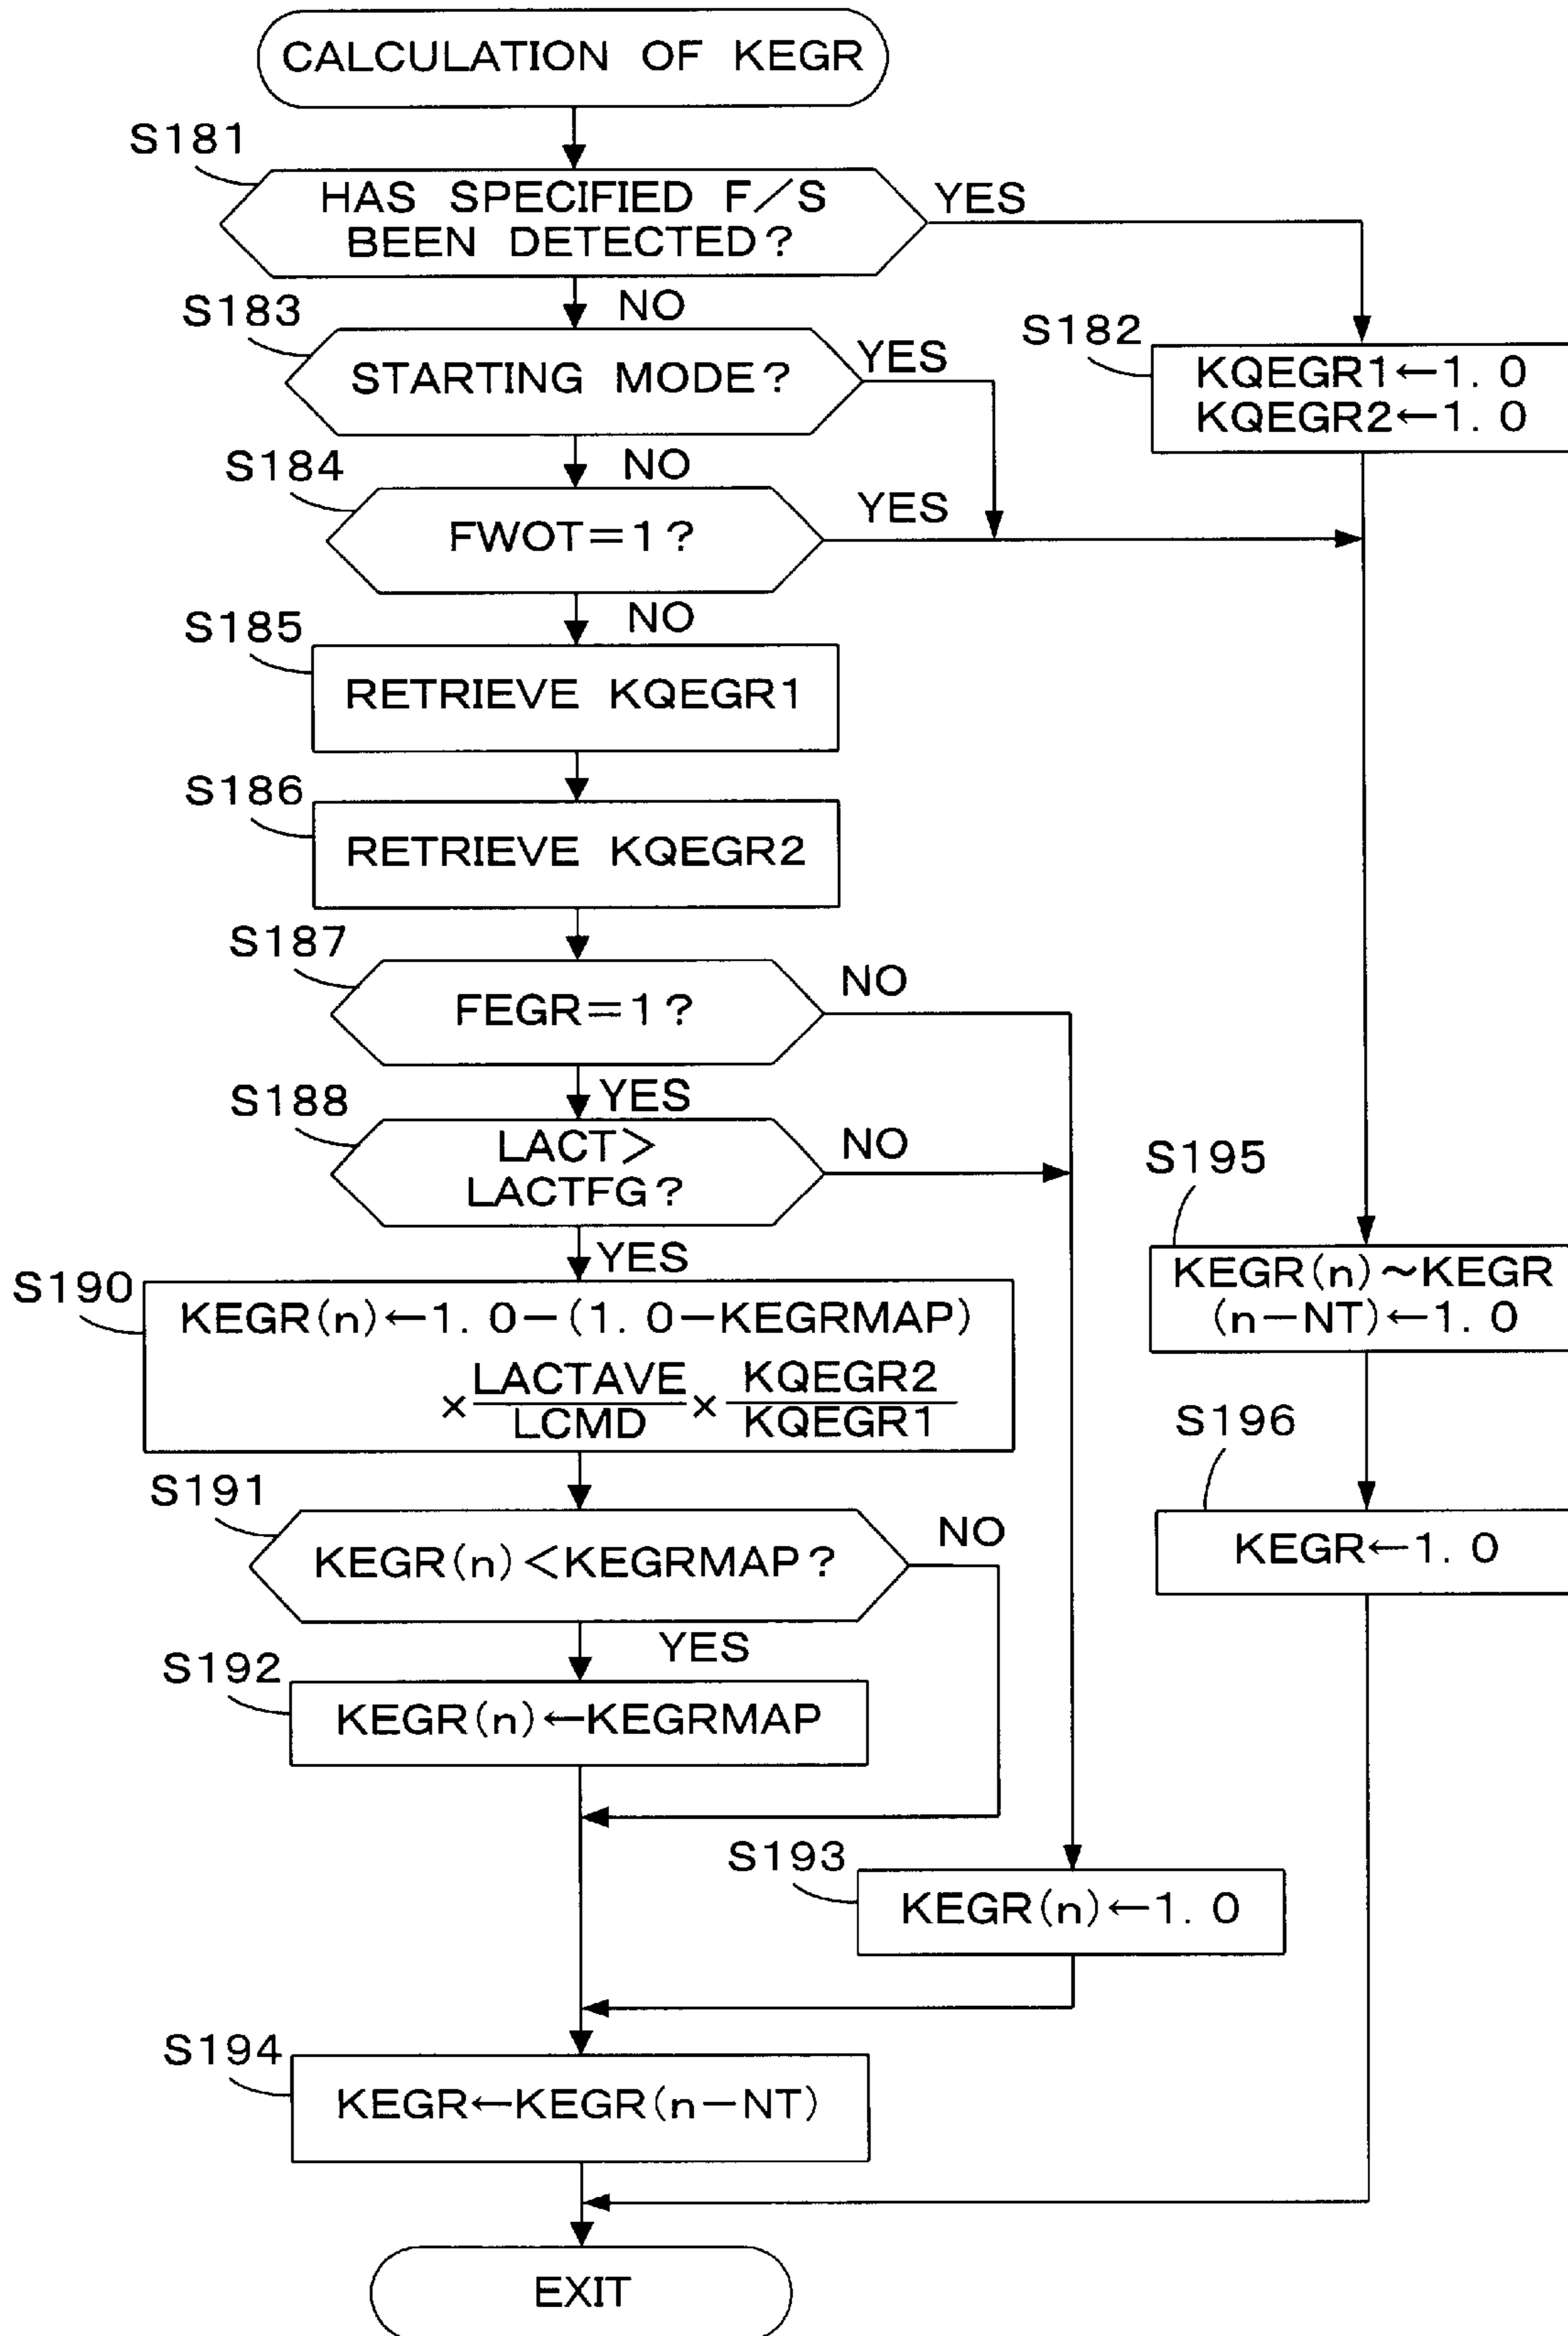 CALCULATION OF KEGR
S181
HAS SPECIFIED F/S
BEEN DETECTED?
YES
NO
S183
STARTING MODE?
YES
S182
KQEGR1←1. 0
KQEGR2←1. 0
NO
S184
FWOT=1?
YES
NO
S185
RETRIEVE KQEGR1
S186
RETRIEVE KQEGR2
S187
FEGR=1?
NO
YES
S188
LACT>
LACTFG?
NO
YES
S195
KEGR(n)~KEGR
(n-NT)←1. 0
S190
KEGR(n)←1. 0-(1. 0-KEGRMAP)
×LACTAVE/LCMD×KQEGR2/KQEGR1
S196
KEGR←1. 0
S191
KEGR(n)<KEGRMAP?
NO
YES
S192
KEGR(n)←KEGRMAP
S193
KEGR(n)←1. 0
S194
KEGR←KEGR(n-NT)
EXIT